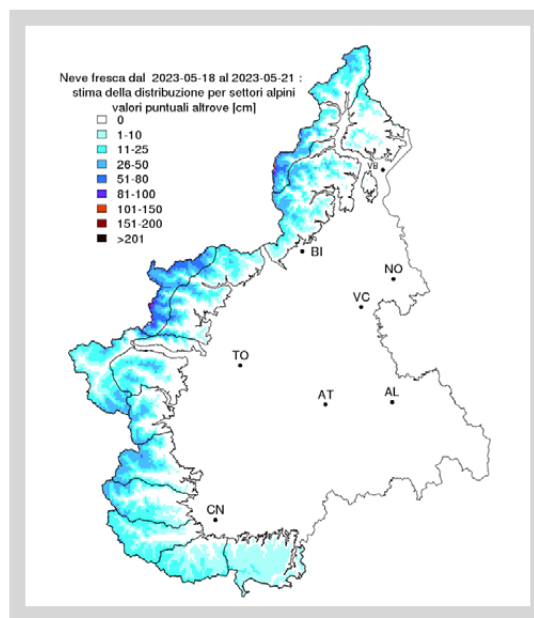 Neve fresca dal 2023-05-18 al 2023-05-21 :
stima della distribuzione per settori alpini
valori puntuali altrove [cm]
0
1-10
11-25
26-50
51-80
81-100
101-150
151-200
>201
VB
BI
NO
VC
TO
AT
AL
CN